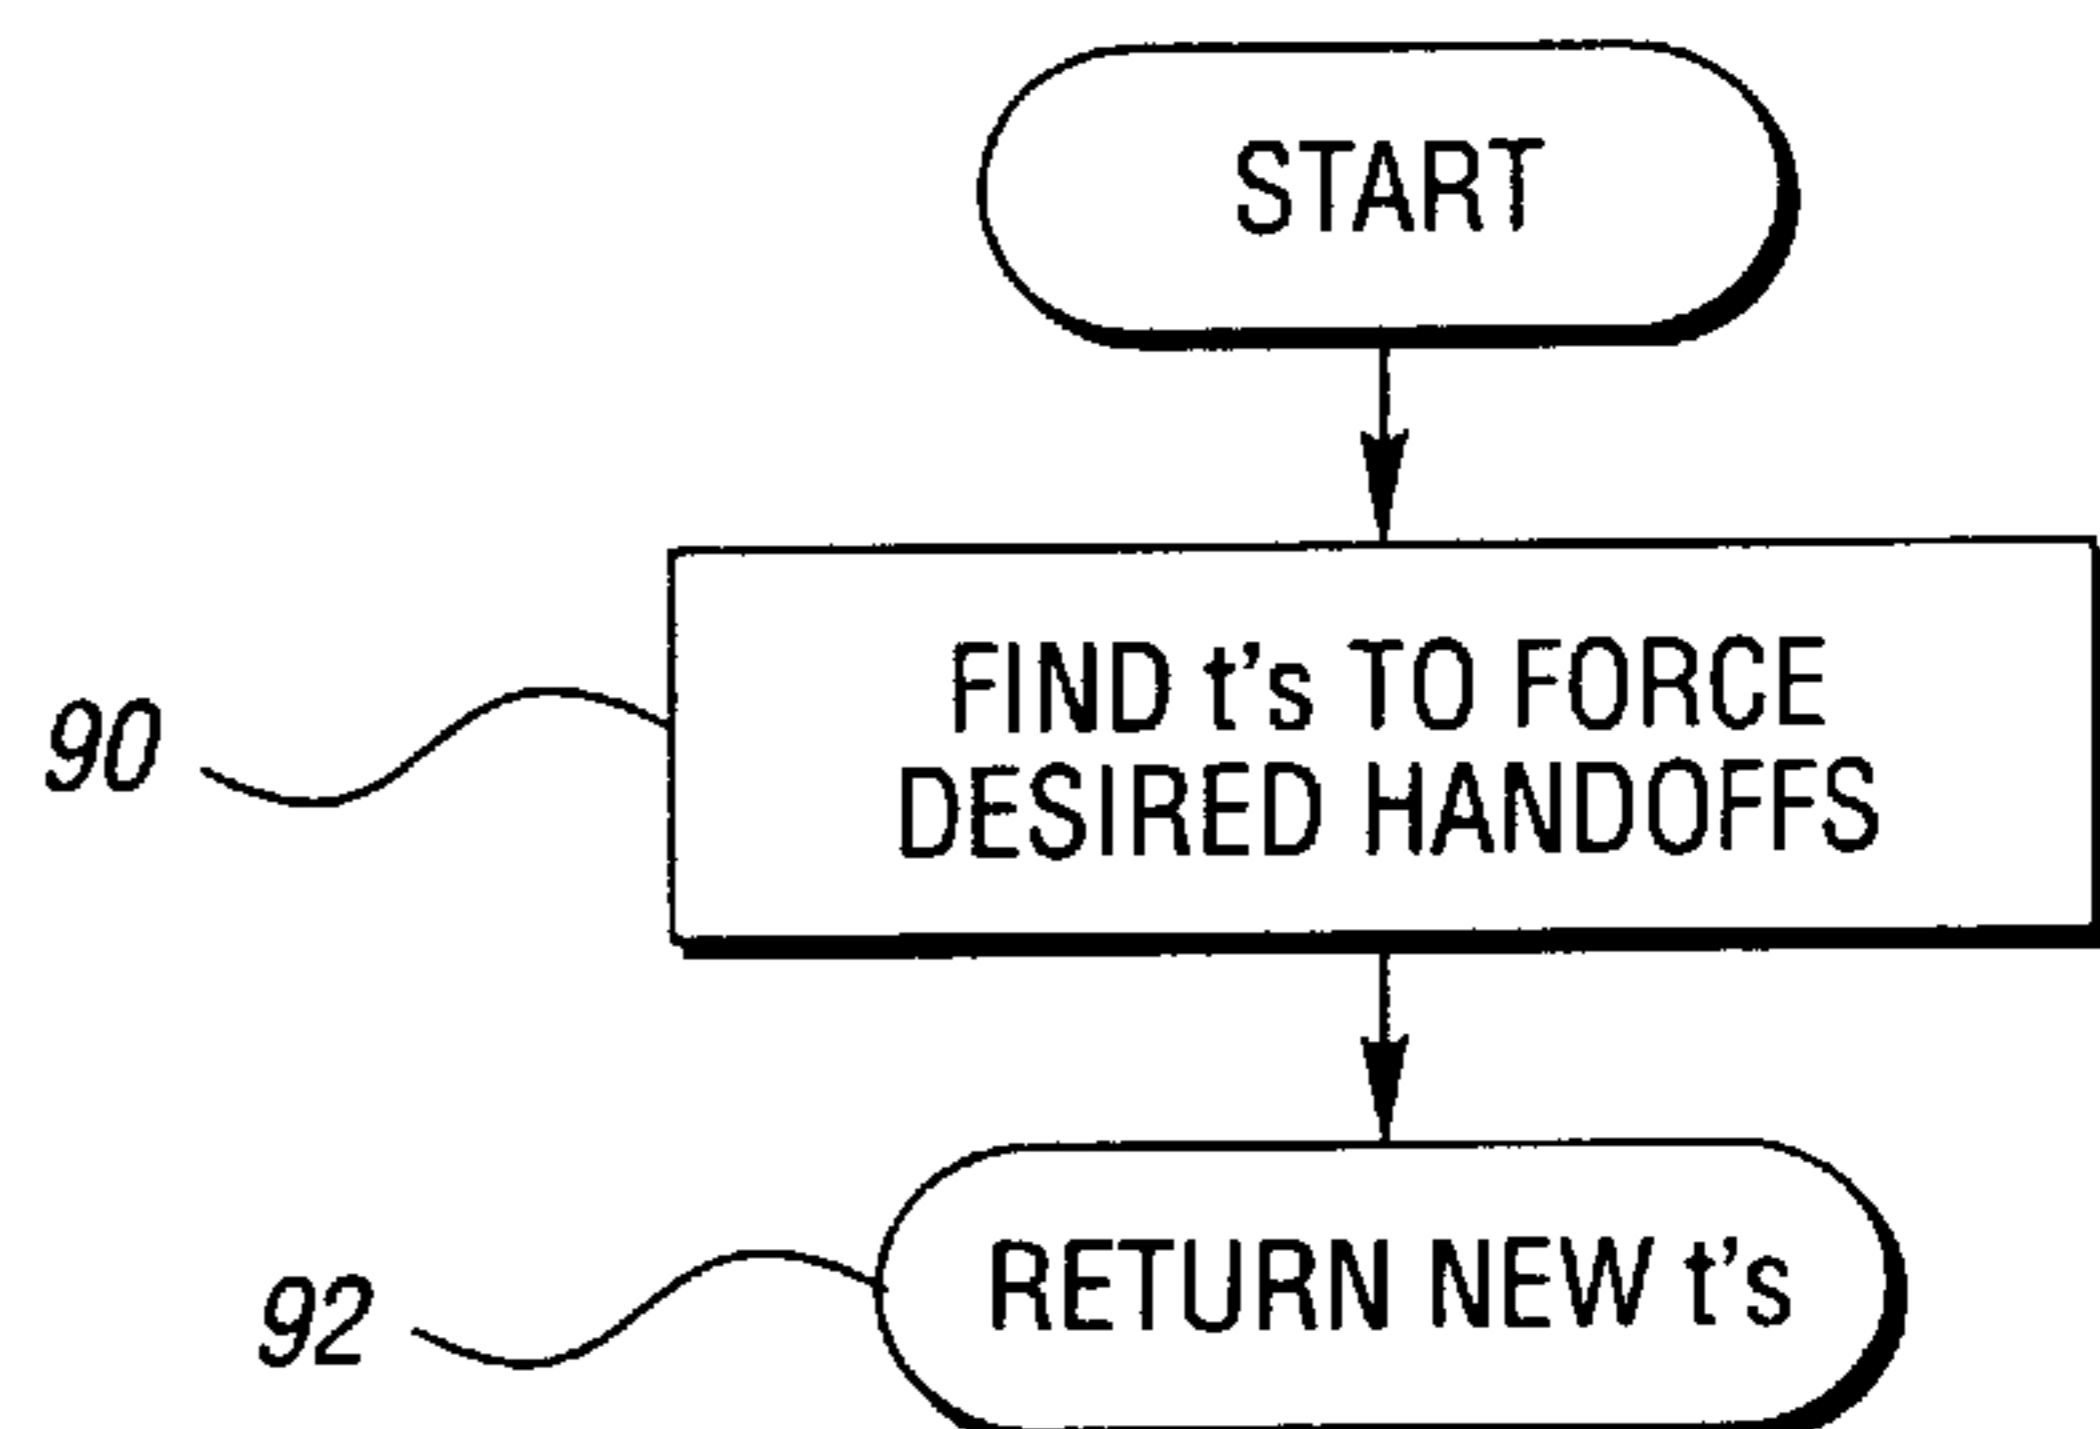 START
FIND t's TO FORCE
DESIRED HANDOFFS
90
RETURN NEW t's
92